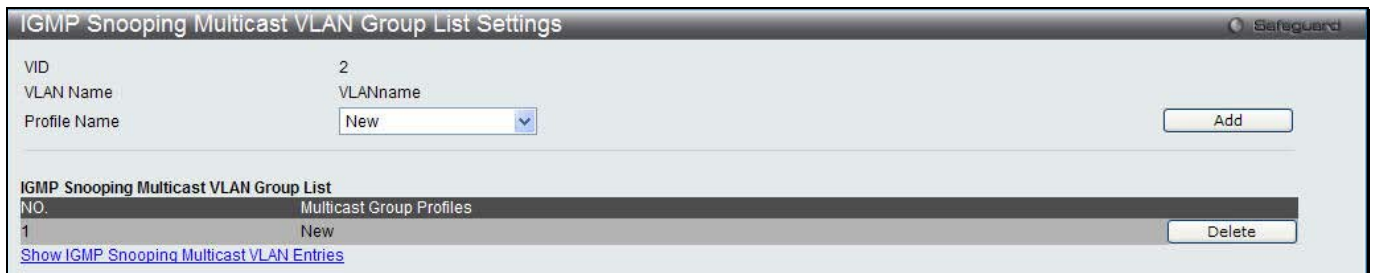 IGMP Snooping Multicast VLAN Group List Settings Safeguard
VID 2
VLAN Name VLANname
Profile Name New Add
IGMP Snooping Multicast VLAN Group List
NO. Multicast Group Profiles
1 New Delete
Show IGMP Snooping Multicast VLAN Entries